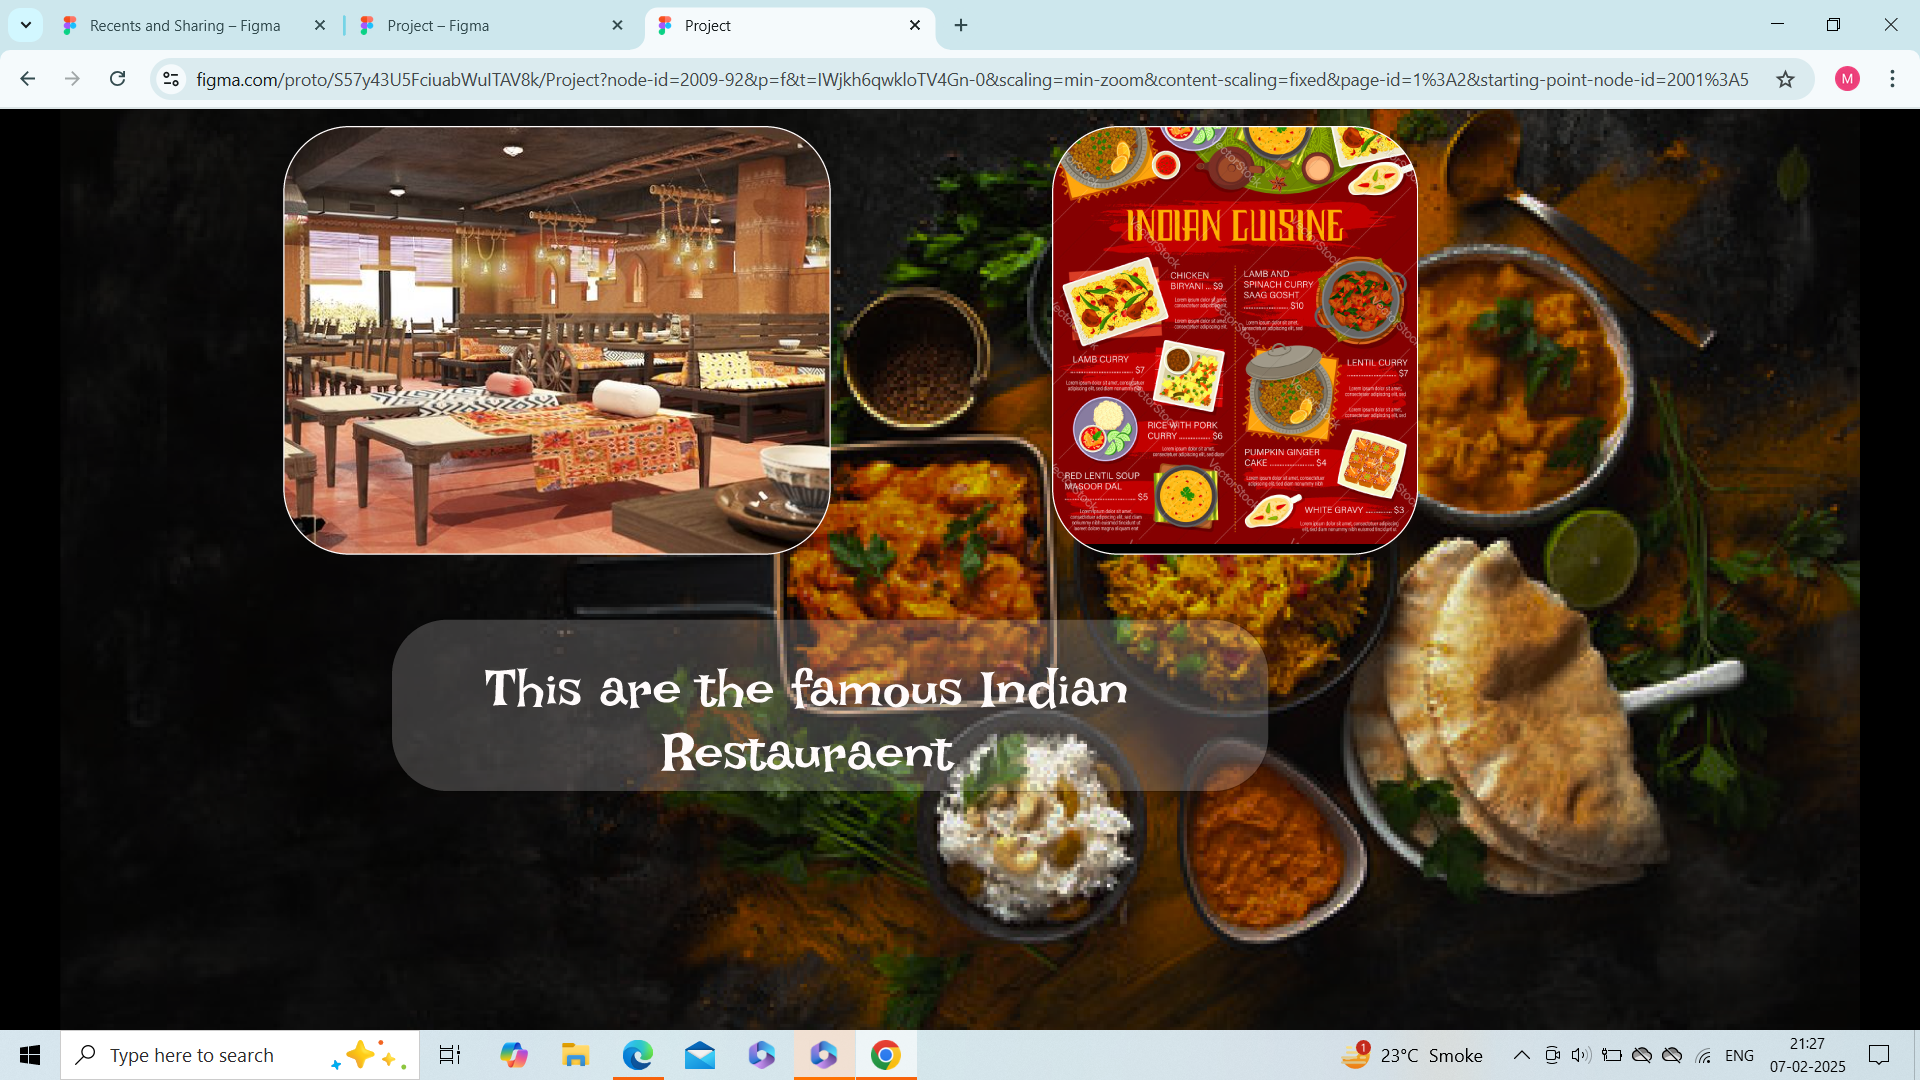 Recents and Sharing – Figma
Project – Figma
Project
figma.com/proto/S57y43U5FciuabWuITAV8k/Project?node-id=2009-92&p=f&t=IWjkh6qwkloTV4Gn-0&scaling=min-zoom&content-scaling=fixed&page-id=1%3A2&starting-point-node-id=2001%3A5
M
INDIAN CUISINE
CHICKEN
BIRYANI ... $9
LAMB AND
SPINACH CURRY
SAAG GOSHT
$10
LAMB CURRY
$7
LENTIL CURRY
$7
RICE WITH PORK
CURRY ............. $6
PUMPKIN GINGER
CAKE .................. $4
RED LENTIL SOUP
MASOOR DAL
$5
WHITE GRAVY ........... $3
VectorStock
This are the famous Indian
Restauraent
Type here to search
1
23°C Smoke
ENG
21:27
07-02-2025